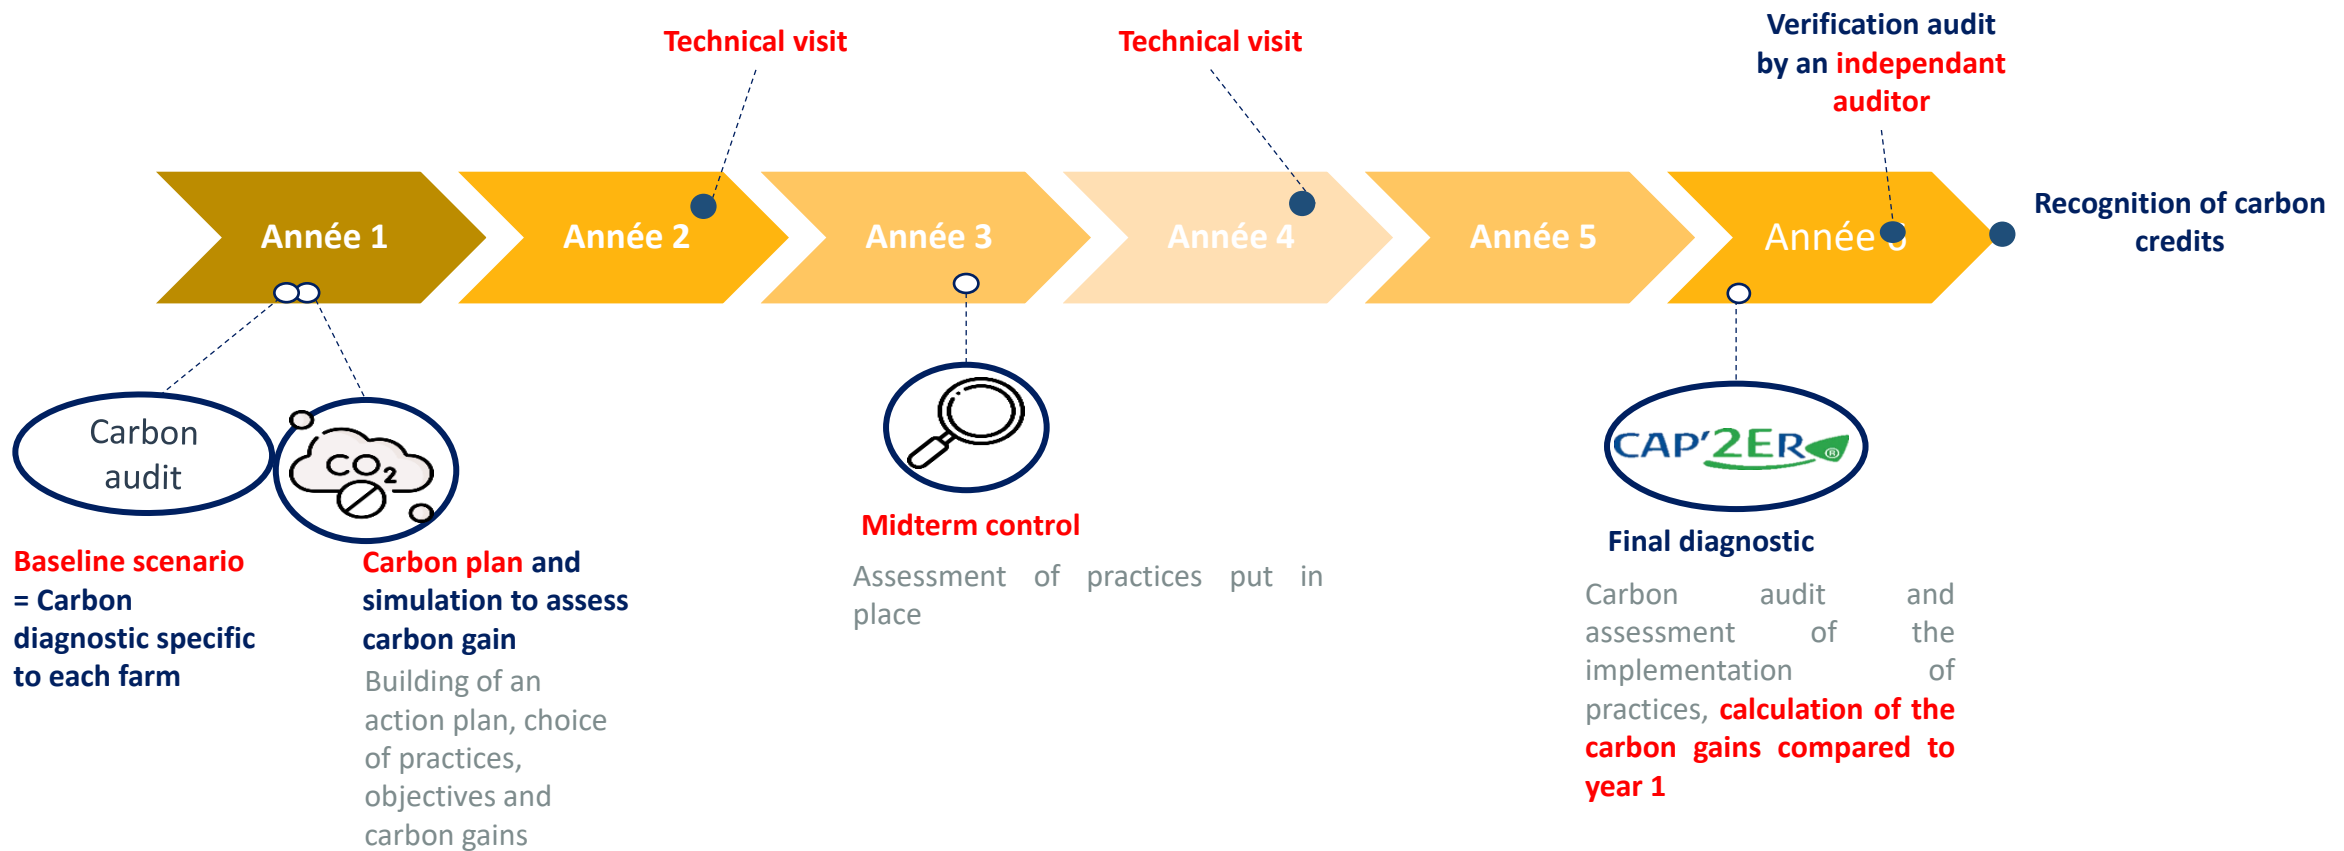 Technical visit
Technical visit
Verification audit
by an independant
auditor
Année 1
Année 2
Année 3
Année 4
Année 5
Année 6
Recognition of carbon
credits
Carbon
audit
CO2
CAP'2ER®
Baseline scenario
= Carbon
diagnostic specific
to each farm
Carbon plan and
simulation to assess
carbon gain
Building of an
action plan, choice
of practices,
objectives and
carbon gains
Midterm control
Assessment of practices put in
place
Final diagnostic
Carbon audit and
assessment of the
implementation of
practices, calculation of the
carbon gains compared to
year 1